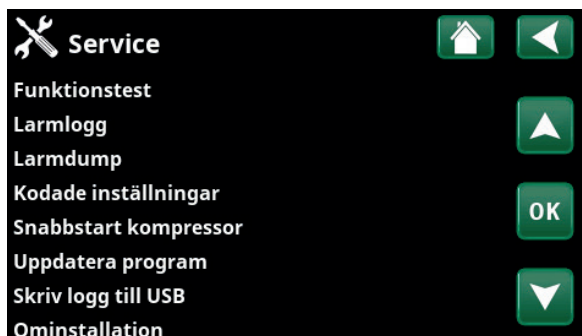 Service
Funktionstest
Larmlogg
Larmdump
Kodade inställningar
OK
Snabbstart kompressor
Uppdatera program
Skriv logg till USB
Ominstallation